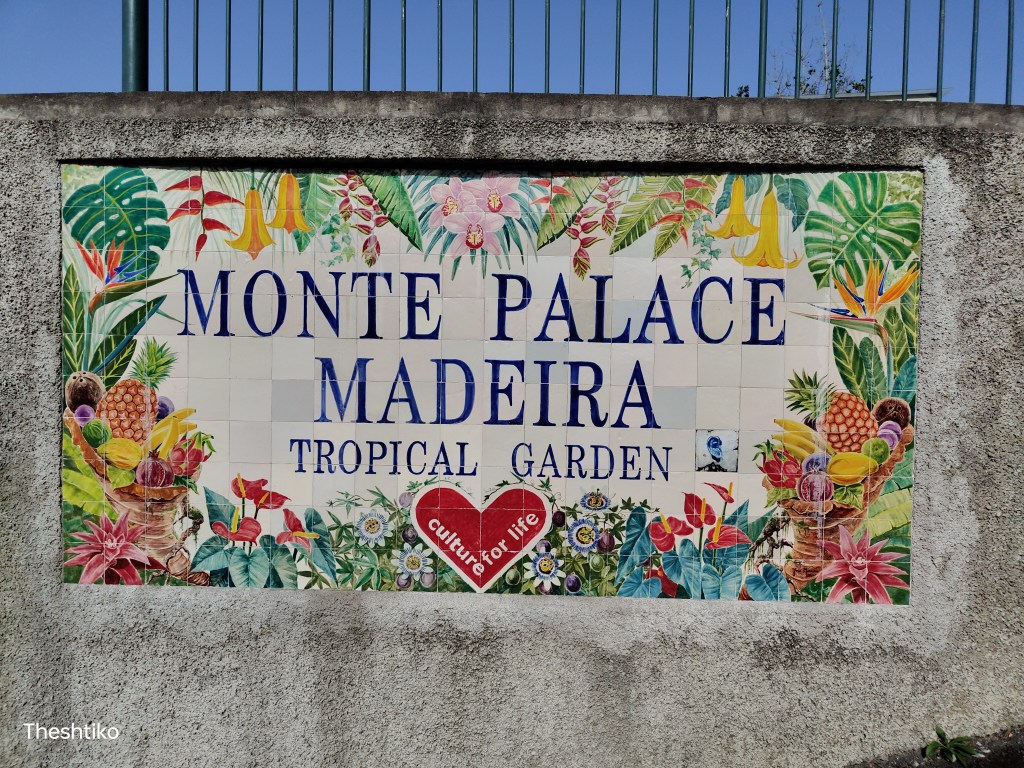 MONTE PALACE
MADEIRA
TROPICAL GARDEN
culture for life
Theshtiko